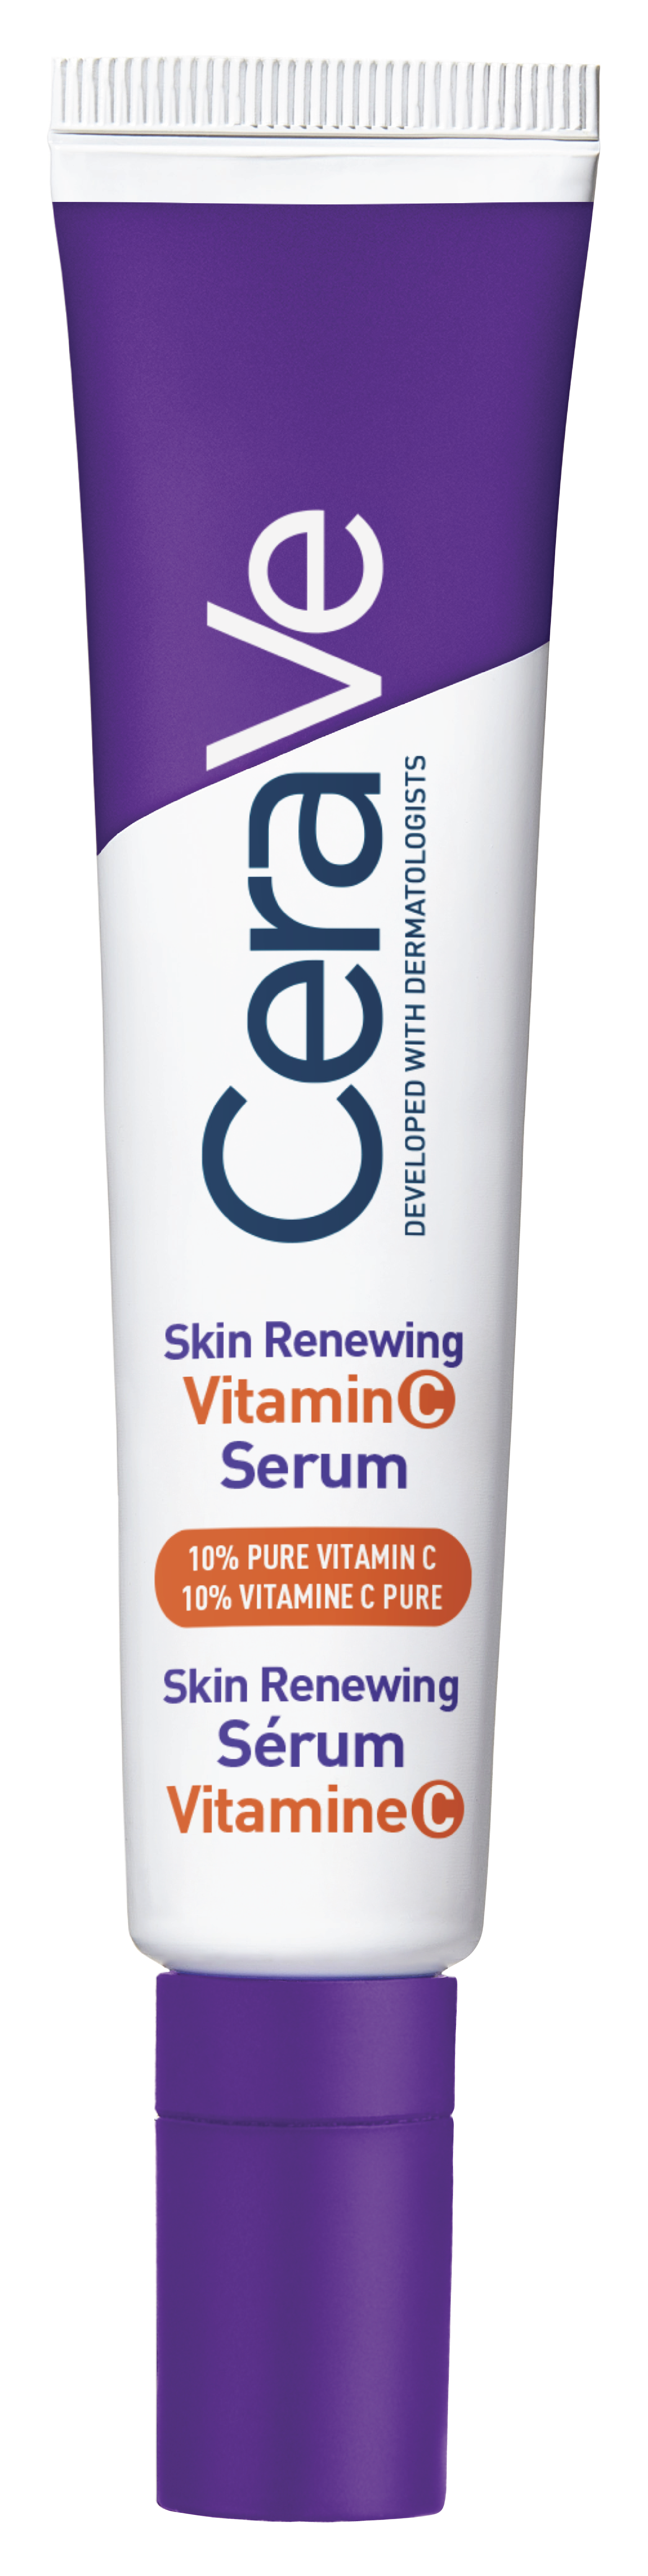 CeraVe
DEVELOPED WITH DERMATOLOGISTS
Skin Renewing
Vitamin C
Serum
10% PURE VITAMIN C
10% VITAMINE C PURE
Skin Renewing
Sérum
Vitamine C